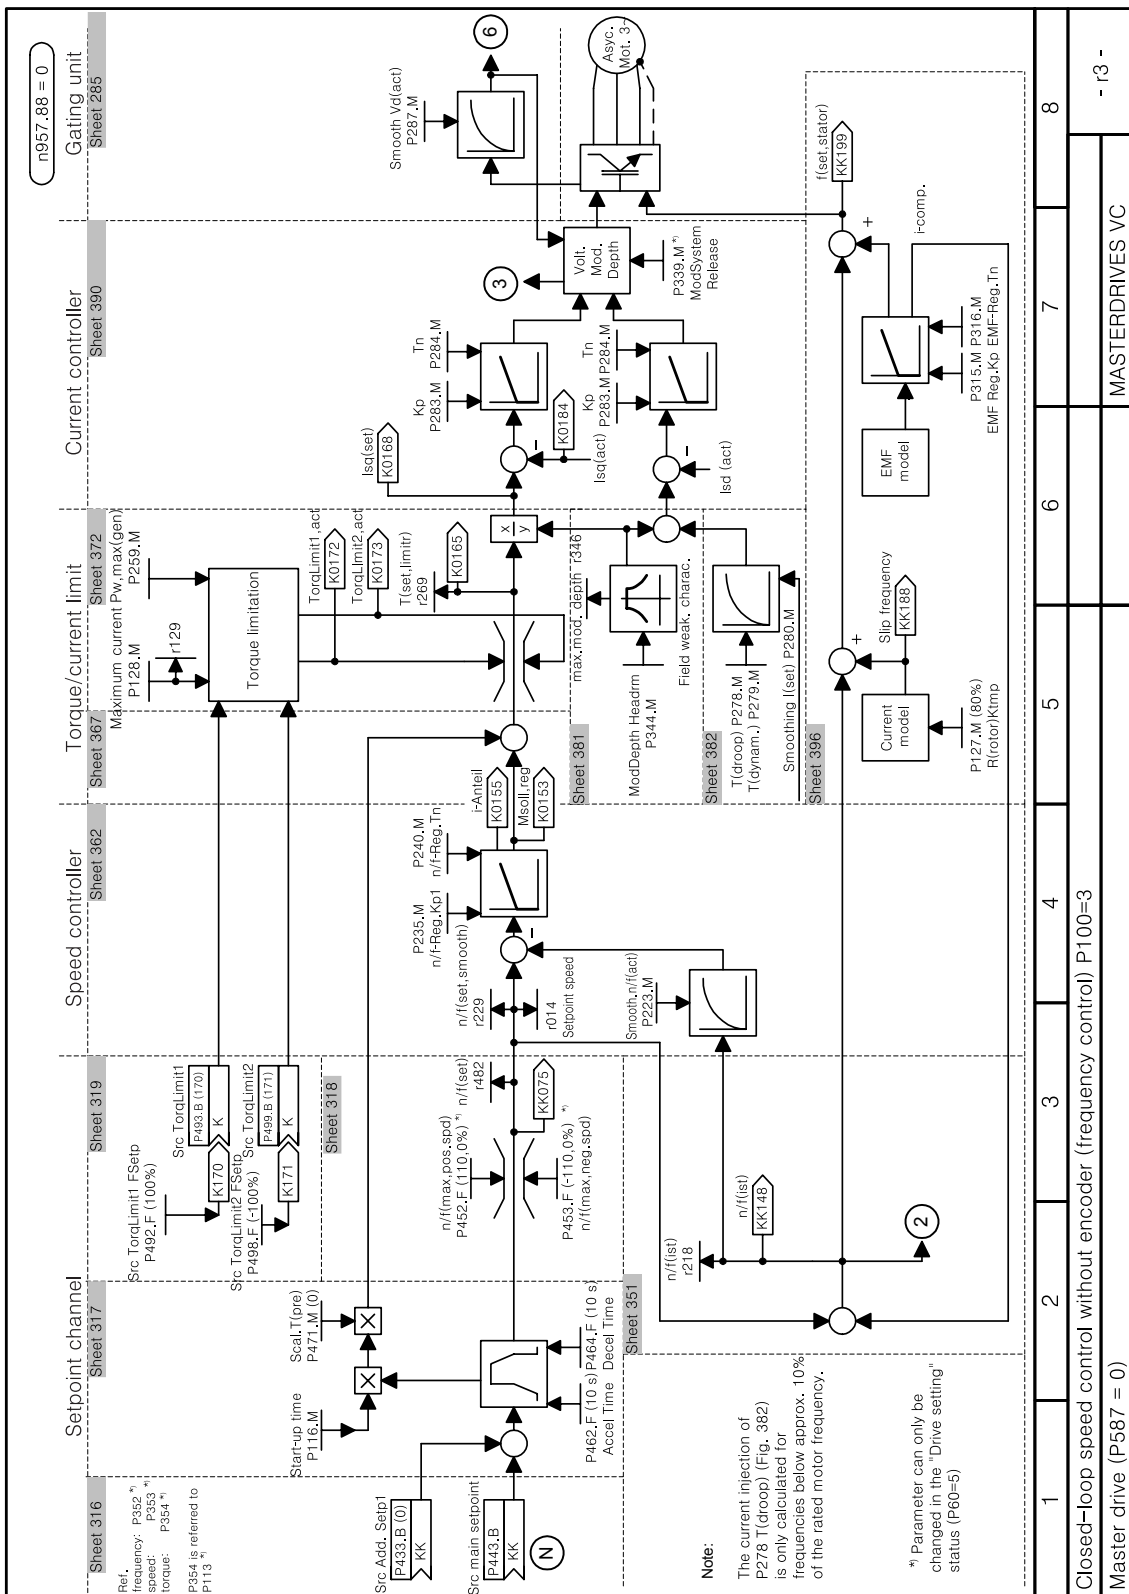 n957.88 = 0
Setpoint channel
Speed controller
Torque/current limit
Current controller
Gating unit
Sheet 316
Sheet 317
Sheet 319
Sheet 362
Sheet 367
Sheet 372
Sheet 390
Sheet 285
Ref.
frequency: P352 *)
speed: P353 *)
torque: P354 *)
P354 is referred to
P113 *)
Src Add. Setp1
P433.B (0)
KK
Src main setpoint
P443.B
KK
N
Start-up time
P116.M
Scal.T(pre)
P471.M (0)
P462.F (10 s)
Accel Time
P464.F (10 s)
Decel Time
Src TorqLimit1 FSetp
P492.F (100%)
K170
Src TorqLimit1
P493.B (170)
K
Src TorqLimit2 FSetp
P498.F (-100%)
K171
Src TorqLimit2
P499.B (171)
K
Sheet 318
n/f(max,pos.spd)
P452.F (110,0%) *)
P453.F (-110,0%) *)
n/f(max,neg.spd)
n/f(set)
r482
KK075
n/f(set,smooth)
r229
r014
Setpoint speed
P235.M
n/f-Reg.Kp1
P240.M
n/f-Reg.Tn
i-Anteil
K0155
Msoll,reg
K0153
Smooth.n/f(act)
P223.M
Maximum current
P128.M
r129
Pw,max(gen)
P259.M
Torque limitation
TorqLimit1,act
K0172
TorqLImit2,act
K0173
T(set,limitr)
r269
K0165
x
y
Isq(set)
K0168
K0184
Isq(act)
Isd (act)
Kp
P283.M
Tn
P284.M
Kp
P283.M
Tn
P284.M
Volt.
Mod.
Depth
3
P339.M *)
ModSystem
Release
Smooth Vd(act)
P287.M
6
Asyc.
Mot. 3~
Sheet 381
max.mod. depth r346
ModDepth Headrm
P344.M
Field weak. charac.
Sheet 382
T(droop) P278.M
T(dynam.) P279.M
Smoothing I(set) P280.M
Sheet 396
Slip frequency
KK188
Current
model
P127.M (80%)
R(rotor)Ktmp
EMF
model
P315.M
EMF Reg.Kp
P316.M
EMF-Reg.Tn
i-comp.
f(set,stator)
KK199
Sheet 351
n/f(ist)
r218
n/f(ist)
KK148
2
Note:
The current injection of
P278 T(droop) (Fig. 382)
is only calculated for
frequencies below approx. 10%
of the rated motor frequency.
*) Parameter can only be
changed in the "Drive setting"
status (P60=5)
1
2
3
4
5
6
7
8
Closed-loop speed control without encoder (frequency control) P100=3
Master drive (P587 = 0)
MASTERDRIVES VC
- r3 -